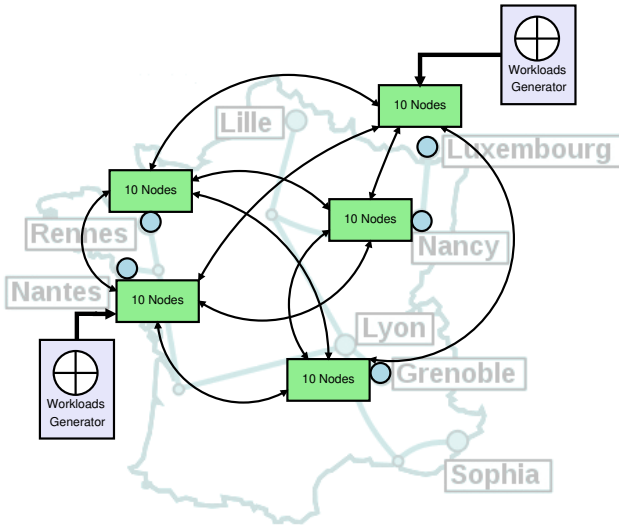 Workloads
Generator
10 Nodes
Lille
Luxembourg
10 Nodes
10 Nodes
Rennes
Nancy
Nantes
10 Nodes
Lyon
10 Nodes
Grenoble
Workloads
Generator
Sophia